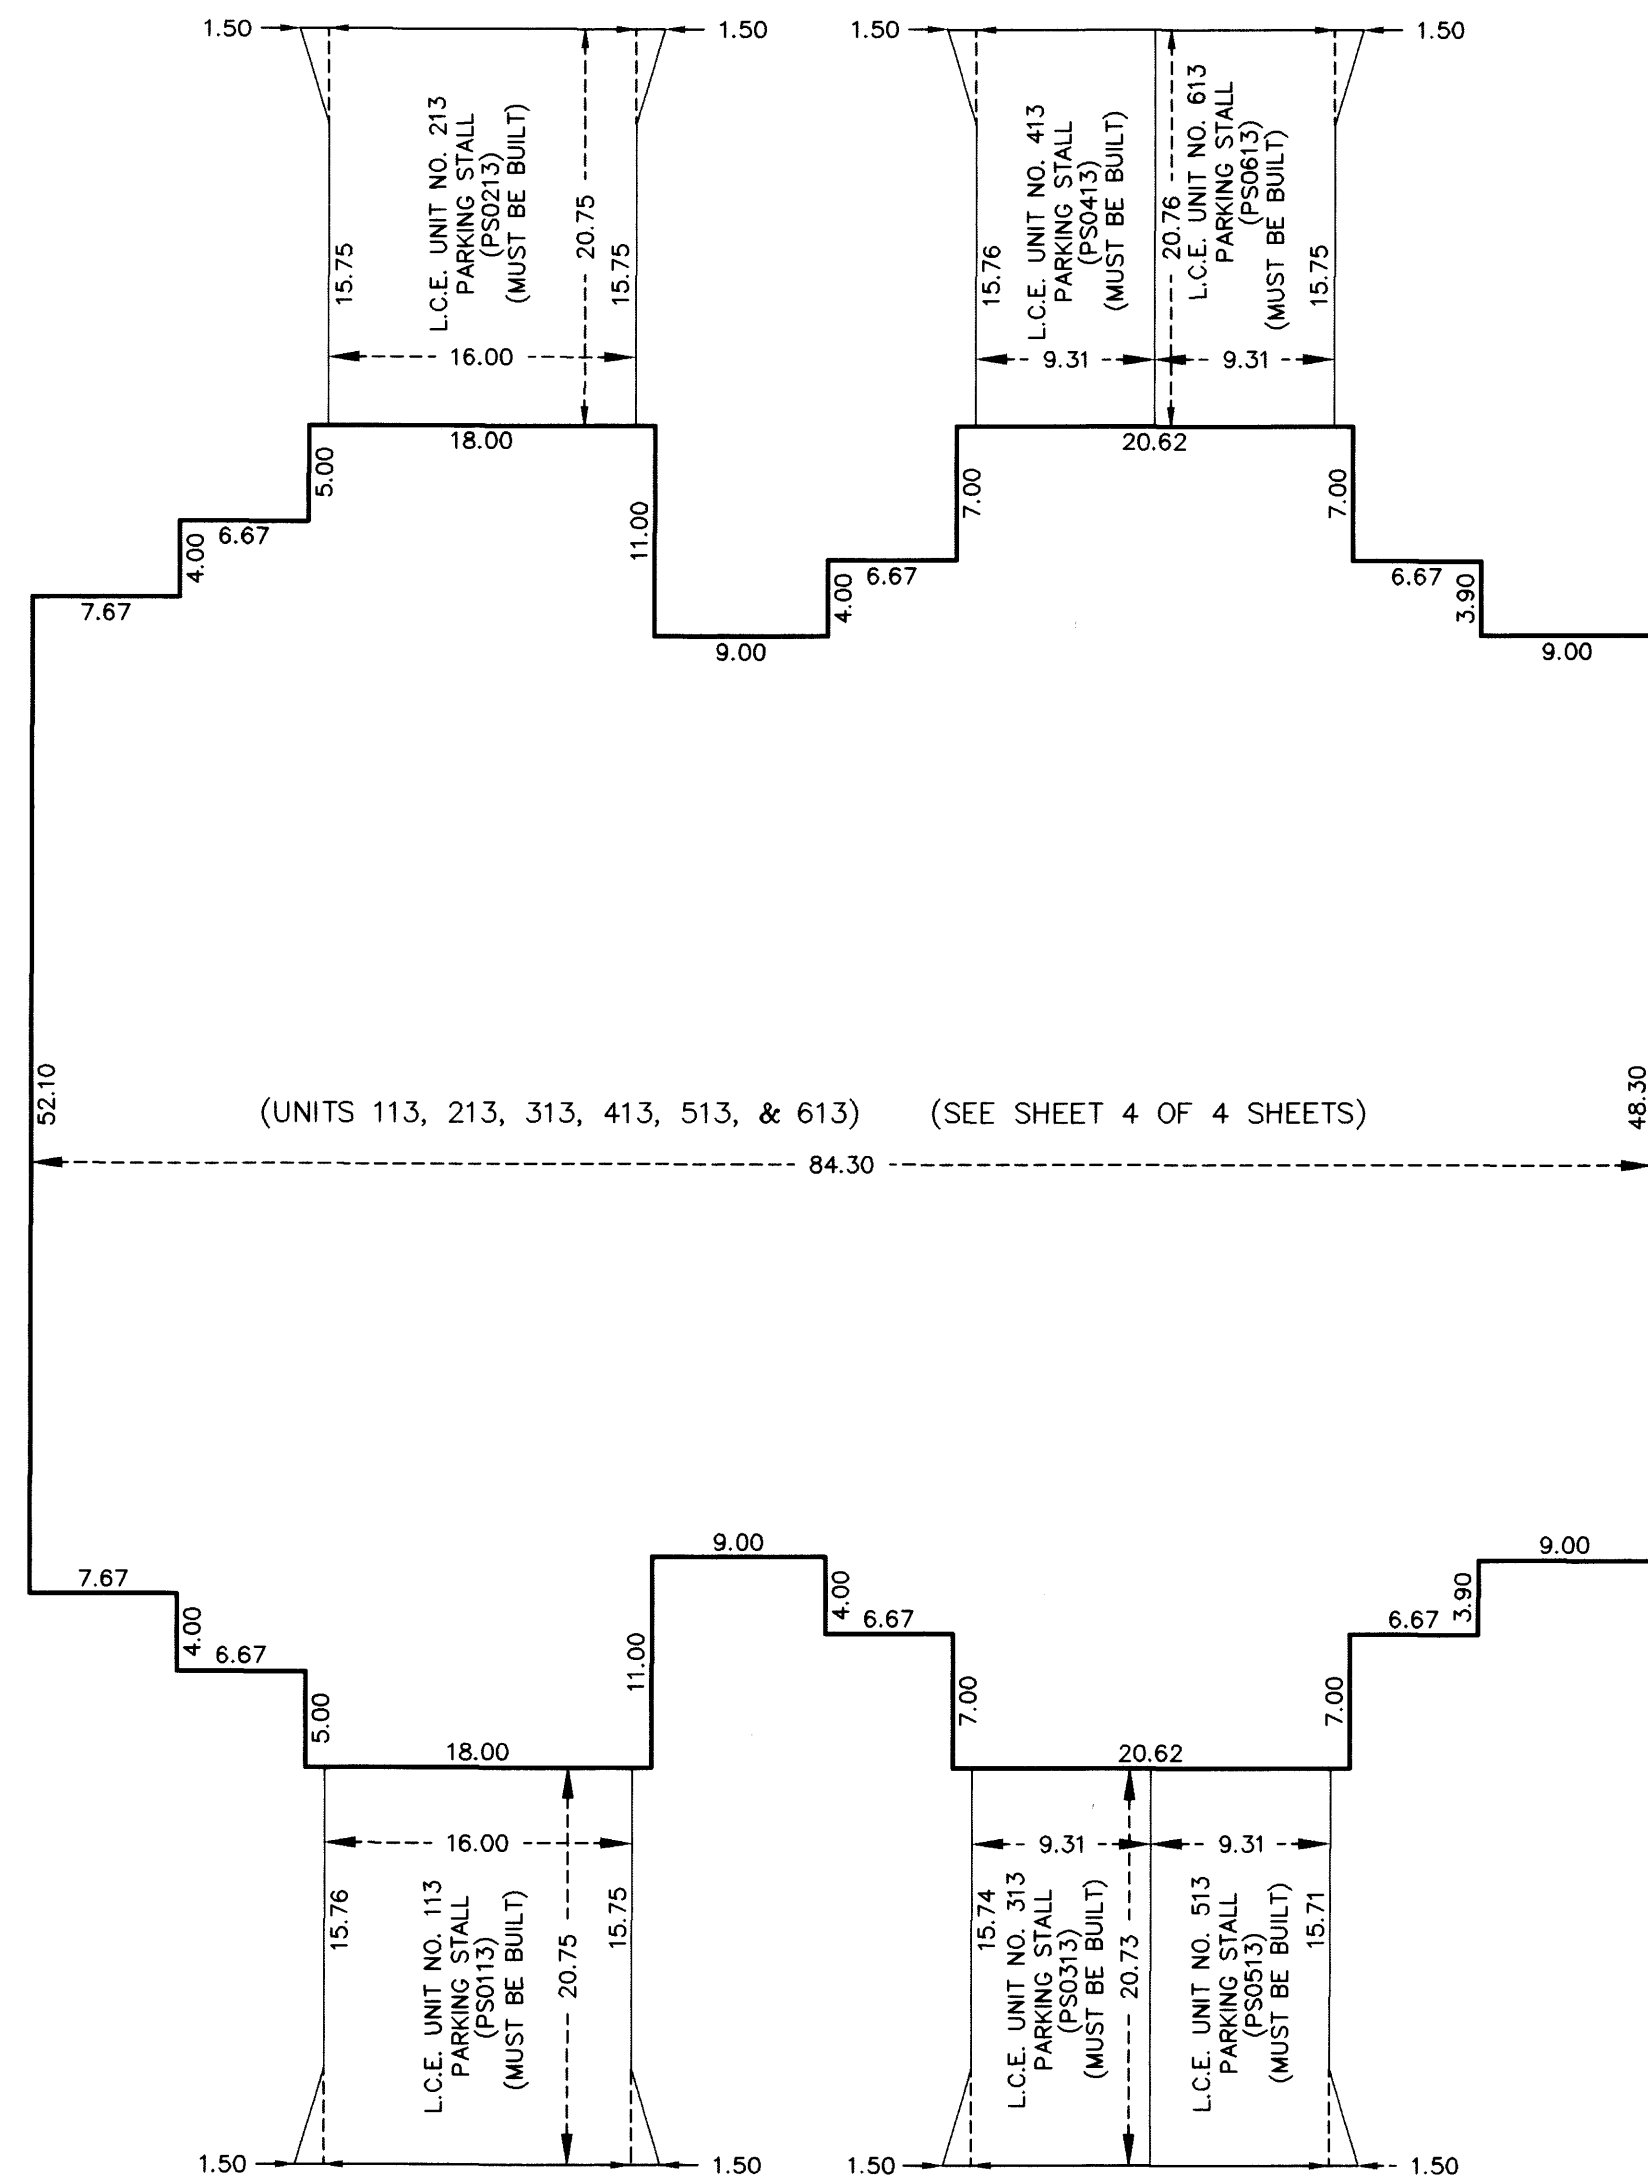 1.50
1.50
1.50
1.50
L.C.E. UNIT NO. 213
PARKING STALL
(PS0213)
(MUST BE BUILT)
15.75
20.75
15.75
16.00
L.C.E. UNIT NO. 413
PARKING STALL
(PS0413)
(MUST BE BUILT)
15.76
20.76
L.C.E. UNIT NO. 613
PARKING STALL
(PS0613)
(MUST BE BUILT)
15.75
9.31
9.31
18.00
20.62
5.00
11.00
7.00
7.00
6.67
4.00
7.67
6.67
4.00
9.00
6.67
3.90
9.00
52.10
(UNITS 113, 213, 313, 413, 513, & 613)
(SEE SHEET 4 OF 4 SHEETS)
48.30
84.30
7.67
4.00
6.67
5.00
18.00
11.00
9.00
4.00
6.67
7.00
20.62
7.00
6.67
3.90
9.00
16.00
15.76
L.C.E. UNIT NO. 113
PARKING STALL
(PS0113)
(MUST BE BUILT)
20.75
15.75
9.31
9.31
15.74
L.C.E. UNIT NO. 313
PARKING STALL
(PS0313)
(MUST BE BUILT)
20.73
L.C.E. UNIT NO. 513
PARKING STALL
(PS0513)
(MUST BE BUILT)
15.71
1.50
1.50
1.50
1.50